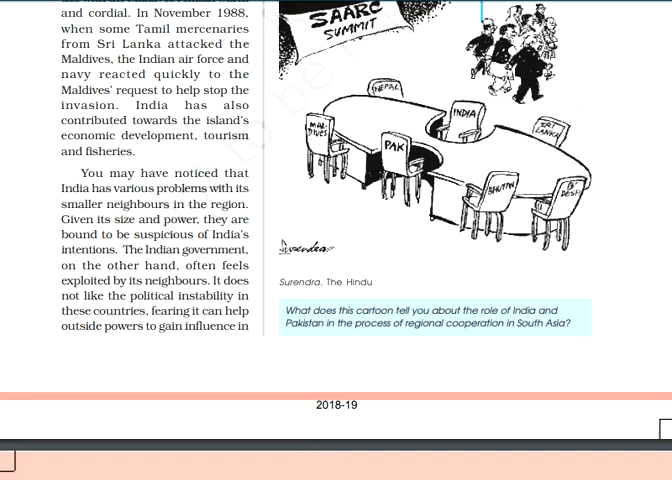 and cordial. In November 1988,
when some Tamil mercenaries
from Sri Lanka attacked the
Maldives, the Indian air force and
navy reacted quickly to the
Maldives' request to help stop the
invasion. India has also
contributed towards the island's
economic development, tourism
and fisheries.
You may have noticed that
India has various problems with its
smaller neighbours in the region.
Given its size and power, they are
bound to be suspicious of India's
intentions. The Indian government,
on the other hand, often feels
exploited by its neighbours. It does
not like the political instability in
these countries, fearing it can help
outside powers to gain influence in
SAARC
SUMMIT
NEPAL
INDIA
SRI
LANKA
MAL-
DIVES
PAK
BHUTAN
B'
DESH
Surendra
Surendra, The Hindu
What does this cartoon tell you about the role of India and
Pakistan in the process of regional cooperation in South Asia?
2018-19